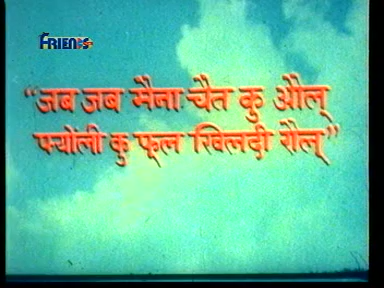 FRIENDS
"जब जब मैना चैत कु औल्
फ्योंली कु फूल खिलदी रौल्"